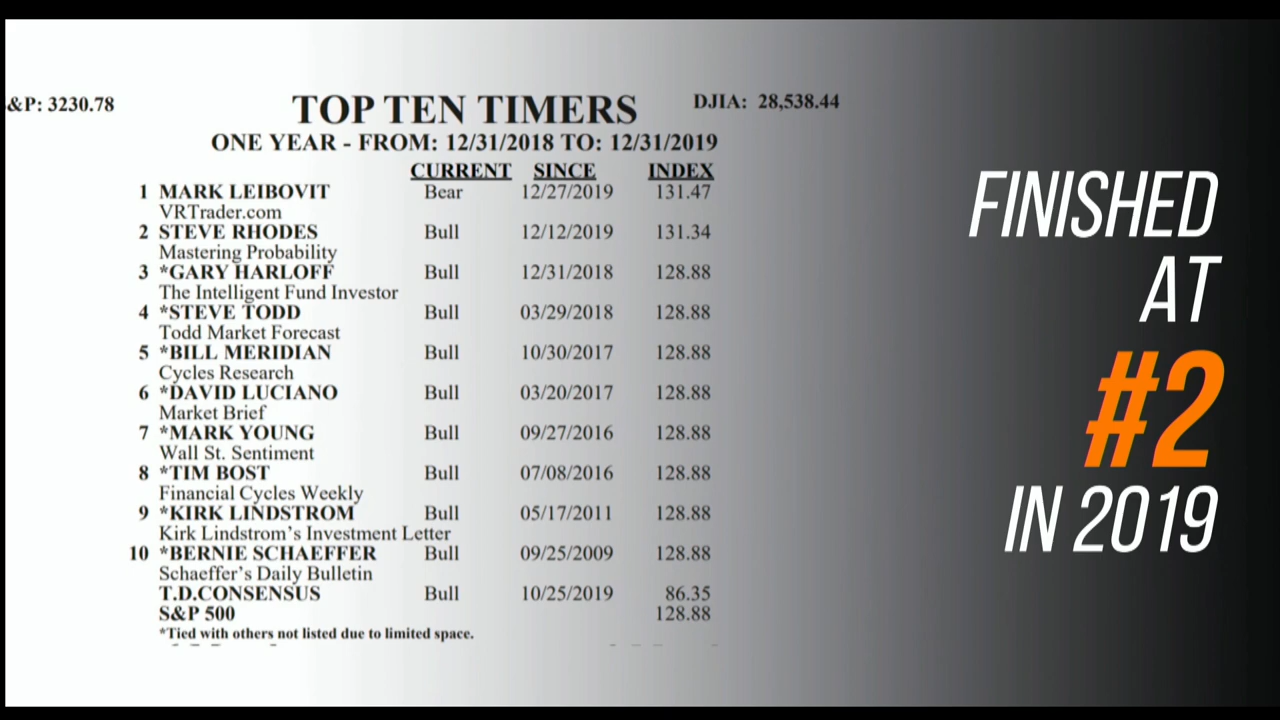 &P: 3230.78
TOP TEN TIMERS
DJIA: 28,538.44
ONE YEAR - FROM: 12/31/2018 TO: 12/31/2019
CURRENT SINCE INDEX
1 MARK LEIBOVIT Bear 12/27/2019 131.47
VRTrader.com
2 STEVE RHODES Bull 12/12/2019 131.34
Mastering Probability
3 *GARY HARLOFF Bull 12/31/2018 128.88
The Intelligent Fund Investor
4 *STEVE TODD Bull 03/29/2018 128.88
Todd Market Forecast
5 *BILL MERIDIAN Bull 10/30/2017 128.88
Cycles Research
6 *DAVID LUCIANO Bull 03/20/2017 128.88
Market Brief
7 *MARK YOUNG Bull 09/27/2016 128.88
Wall St. Sentiment
8 *TIM BOST Bull 07/08/2016 128.88
Financial Cycles Weekly
9 *KIRK LINDSTROM Bull 05/17/2011 128.88
Kirk Lindstrom's Investment Letter
10 *BERNIE SCHAEFFER Bull 09/25/2009 128.88
Schaeffer's Daily Bulletin
T.D.CONSENSUS Bull 10/25/2019 86.35
S&P 500 128.88
*Tied with others not listed due to limited space.
FINISHED
AT
#2
IN 2019